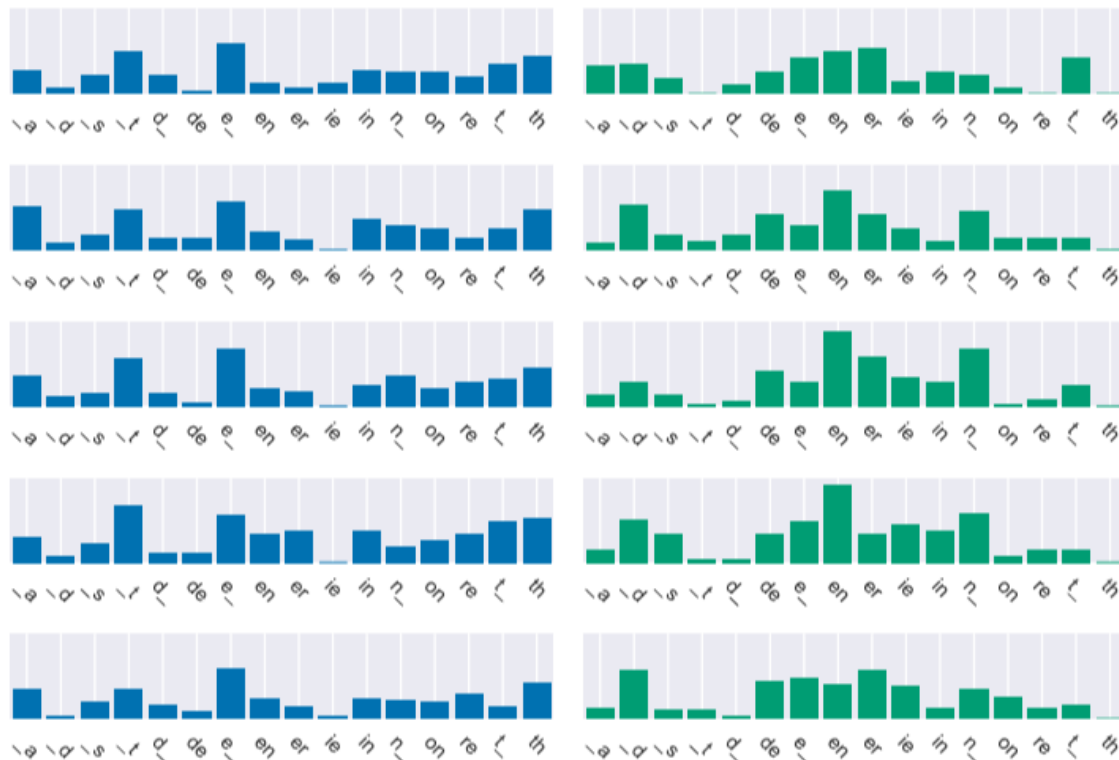 _a _d _s _t d_ de e_ en er ie in n_ on re t_ th _a _d _s _t d_ de e_ en er ie in n_ on re t_ th
_a _d _s _t d_ de e_ en er ie in n_ on re t_ th _a _d _s _t d_ de e_ en er ie in n_ on re t_ th
_a _d _s _t d_ de e_ en er ie in n_ on re t_ th _a _d _s _t d_ de e_ en er ie in n_ on re t_ th
_a _d _s _t d_ de e_ en er ie in n_ on re t_ th _a _d _s _t d_ de e_ en er ie in n_ on re t_ th
_a _d _s _t d_ de e_ en er ie in n_ on re t_ th _a _d _s _t d_ de e_ en er ie in n_ on re t_ th